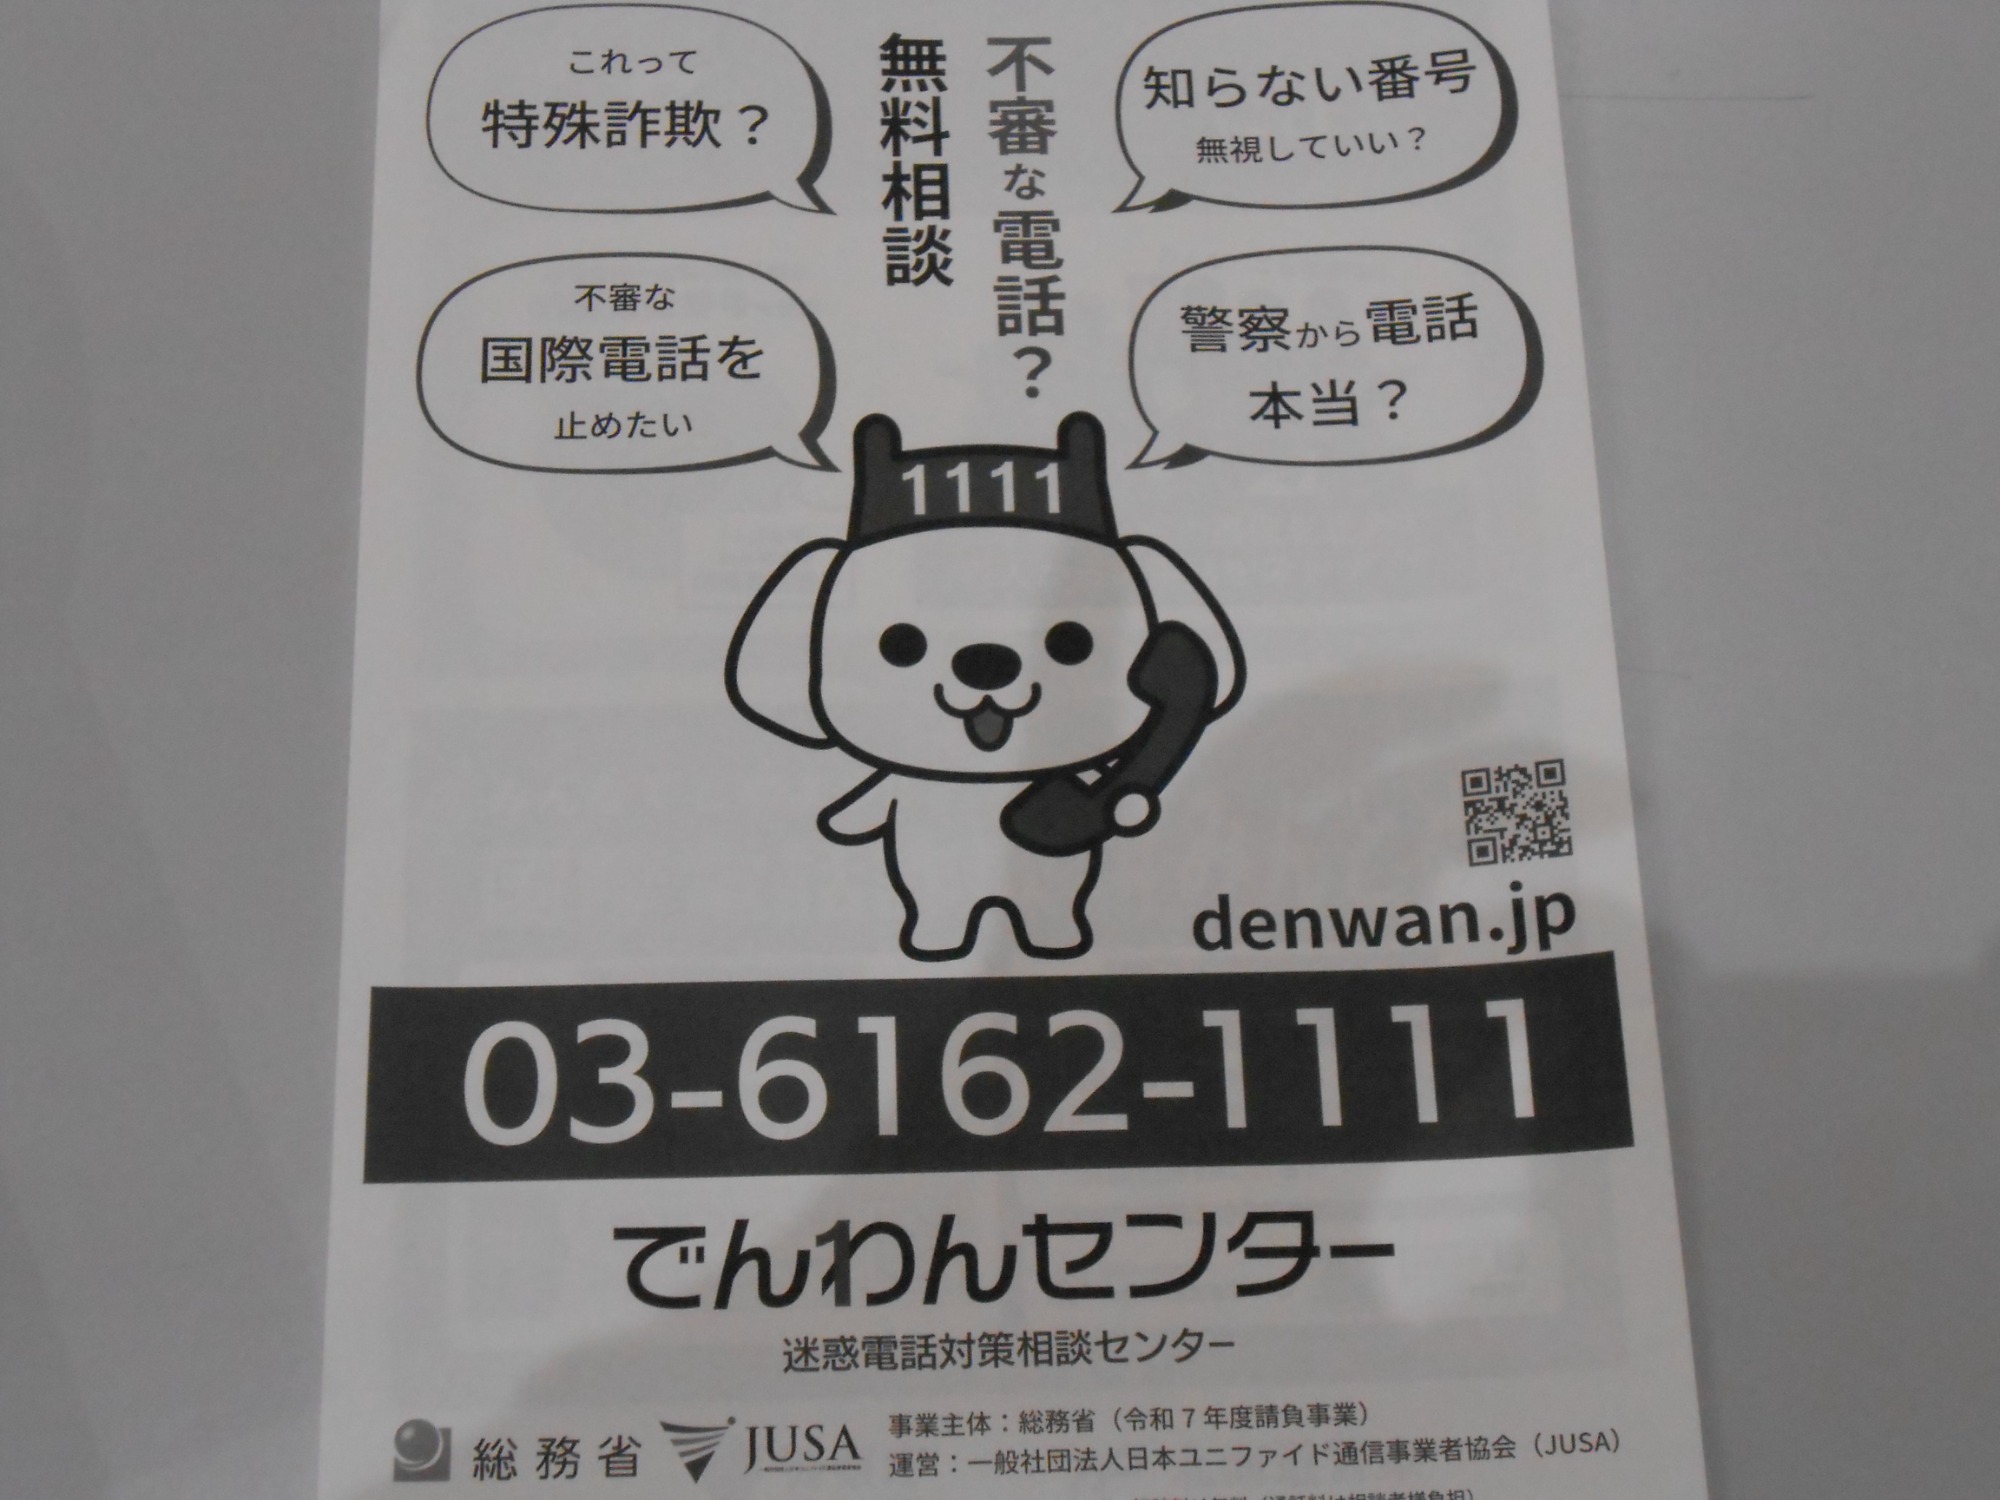 これって
特殊詐欺？
不審な電話？
無料相談
知らない番号
無視していい？
不審な
国際電話を
止めたい
警察から電話
本当？
1111
denwan.jp
03-6162-1111
でんわんセンター
迷惑電話対策相談センター
総務省
JUSA
事業主体：総務省（令和7年度請負事業）
運営：一般社団法人日本ユニファイド通信事業者協会（JUSA）